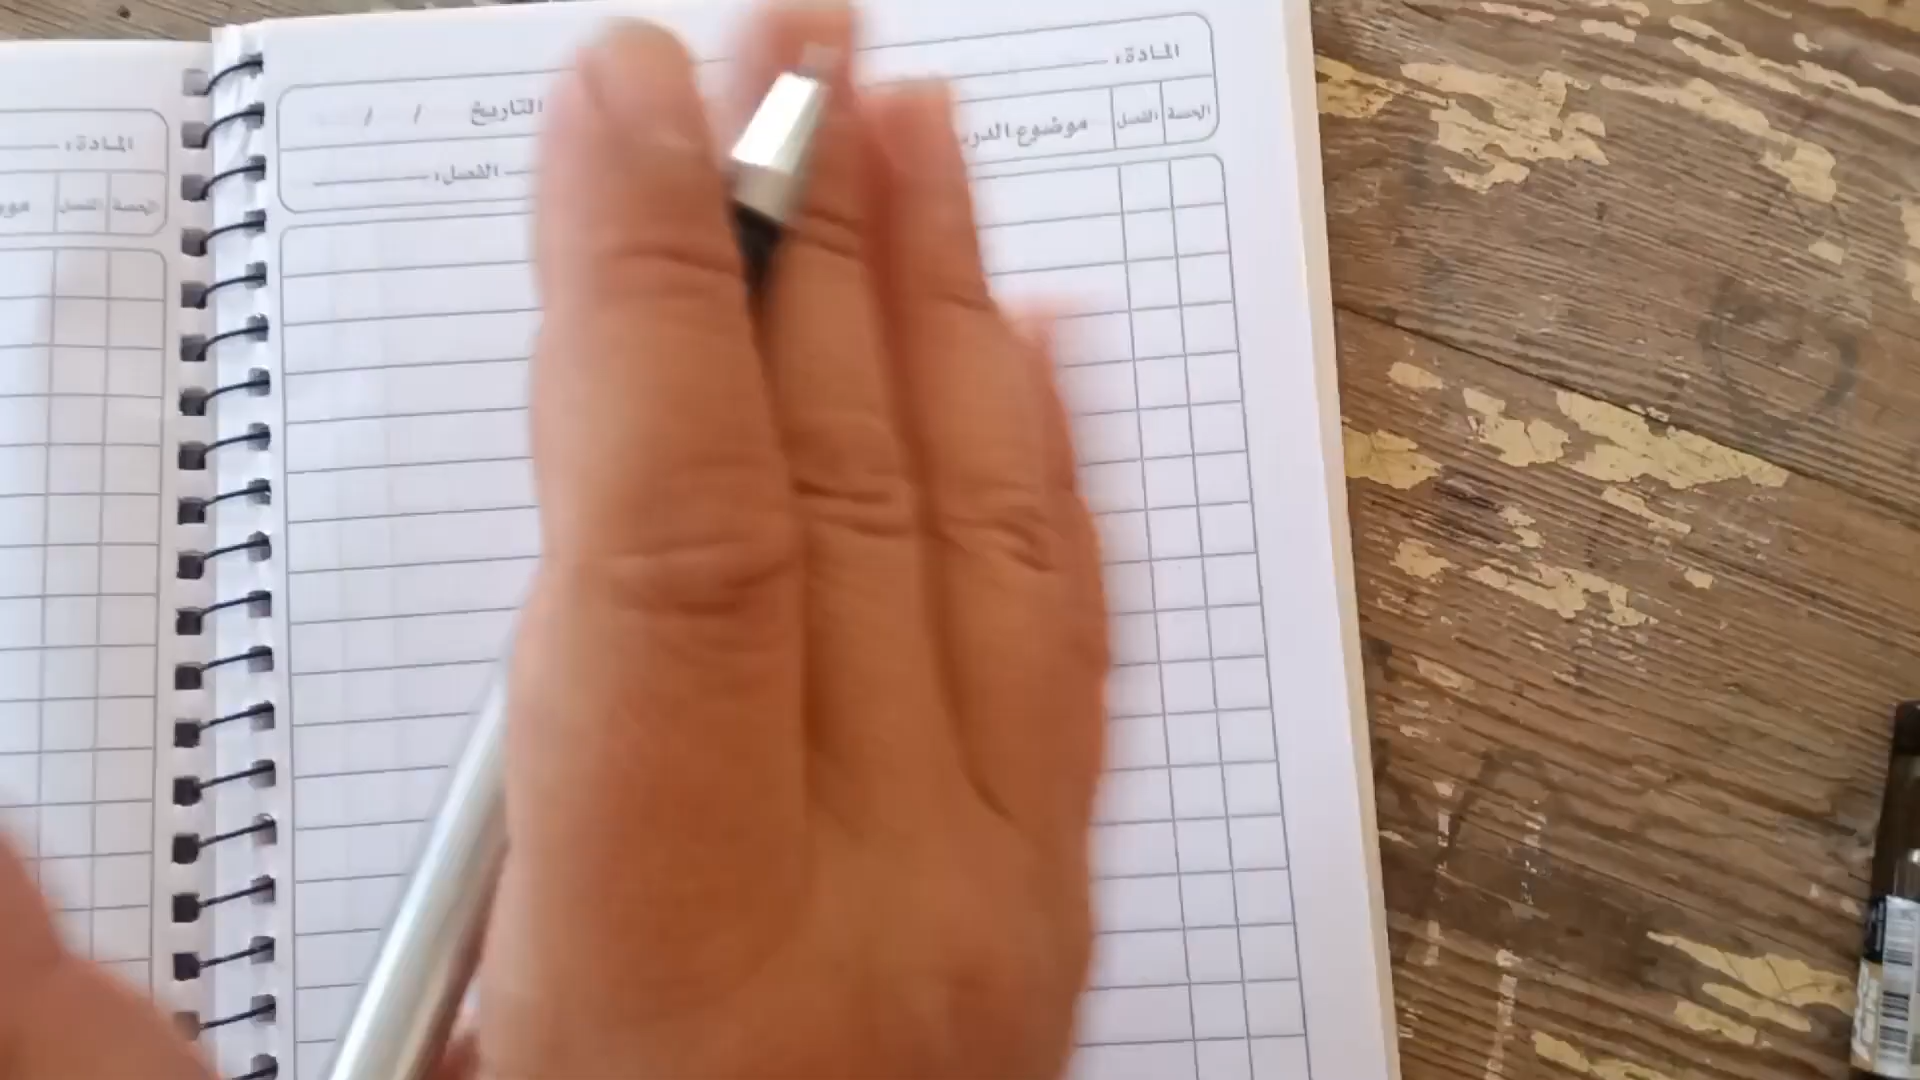 المادة:
التاريخ / /
الحصة الفصل موضوع الدرس
الفصل:
المادة:
الحصة الفصل